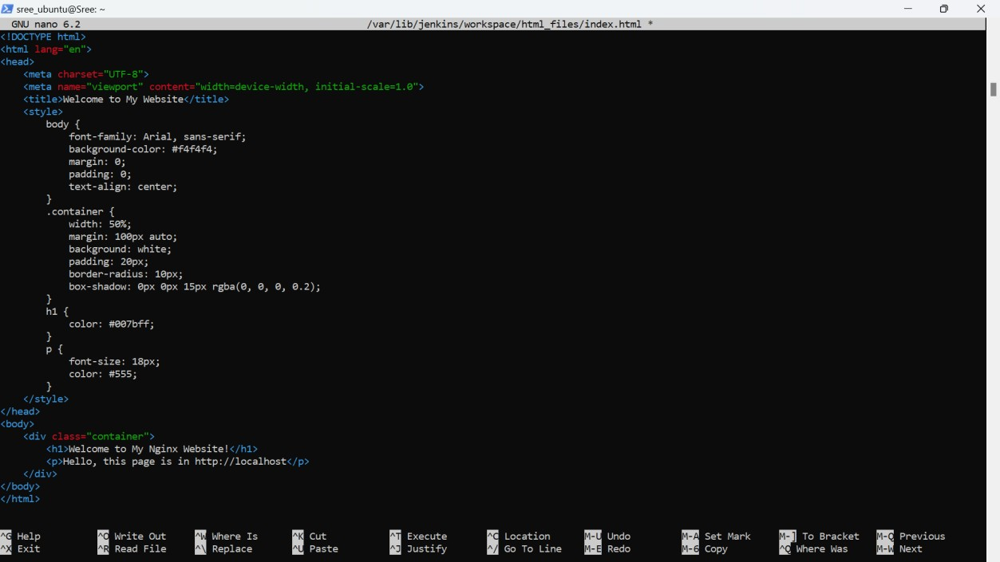 sree_ubuntu@Sree: ~
GNU nano 6.2 /var/lib/jenkins/workspace/html_files/index.html *
<!DOCTYPE html>
<html lang="en">
<head>
    <meta charset="UTF-8">
    <meta name="viewport" content="width=device-width, initial-scale=1.0">
    <title>Welcome to My Website</title>
    <style>
        body {
            font-family: Arial, sans-serif;
            background-color: #f4f4f4;
            margin: 0;
            padding: 0;
            text-align: center;
        }
        .container {
            width: 50%;
            margin: 100px auto;
            background: white;
            padding: 20px;
            border-radius: 10px;
            box-shadow: 0px 0px 15px rgba(0, 0, 0, 0.2);
        }
        h1 {
            color: #007bff;
        }
        p {
            font-size: 18px;
            color: #555;
        }
    </style>
</head>
<body>
    <div class="container">
        <h1>Welcome to My Nginx Website!</h1>
        <p>Hello, this page is in http://localhost</p>
    </div>
</body>
</html>
^G Help ^O Write Out ^W Where Is ^K Cut ^T Execute ^C Location M-U Undo M-A Set Mark M-] To Bracket M-Q Previous
^X Exit ^R Read File ^\ Replace ^U Paste ^J Justify ^/ Go To Line M-E Redo M-6 Copy ^Q Where Was M-W Next